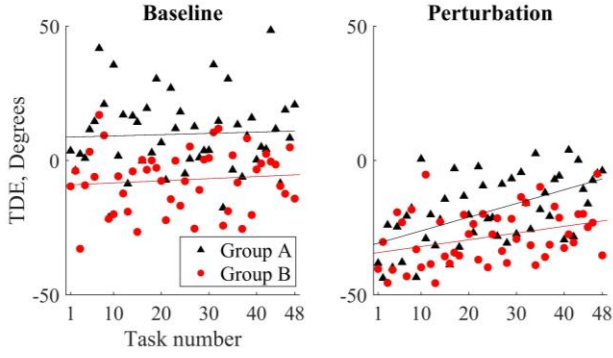 Baseline
Perturbation
TDE, Degrees
50
0
-50
Group A
Group B
1 10 20 30 40 48
Task number
50
0
-50
1 10 20 30 40 48